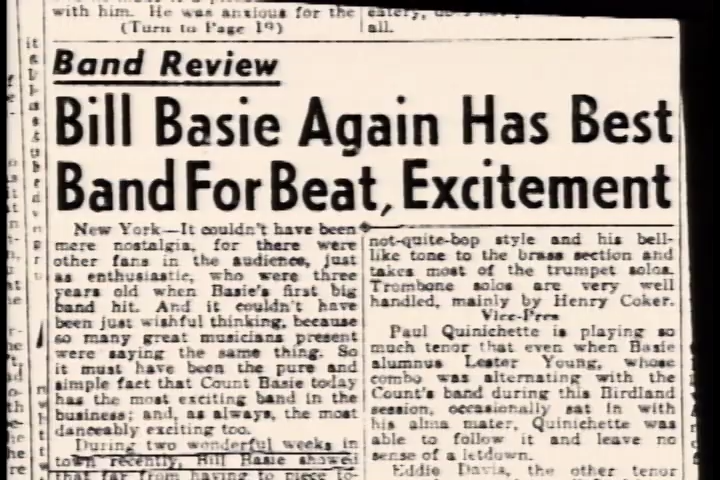 with him. He was anxious for the
(Turn to Page 19)
eatery,
all.
Band Review
Bill Basie Again Has Best
Band For Beat, Excitement
New York—It couldn't have been
mere nostalgia, for there were
other fans in the audience, just
as enthusiastic, who were three
years old when Basie's first big
band hit. And it couldn't have
been just wishful thinking, because
so many great musicians present
were saying the same thing. So
it must have been the pure and
simple fact that Count Basie today
has the most exciting band in the
business; and, as always, the most
danceably exciting too.
During two wonderful weeks in
town recently, Bill Basie showed
that far from having to piece to-
not-quite-bop style and his bell-
like tone to the brass section and
takes most of the trumpet solos.
Trombone solos are very well
handled, mainly by Henry Coker.
Vice-Pres
Paul Quinichette is playing so
much tenor that even when Basie
alumnus Lester Young, whose
combo was alternating with the
Count's band during this Birdland
session, occasionally sat in with
his alma mater, Quinichette was
able to follow it and leave no
sense of a letdown.
Eddie Davis, the other tenor